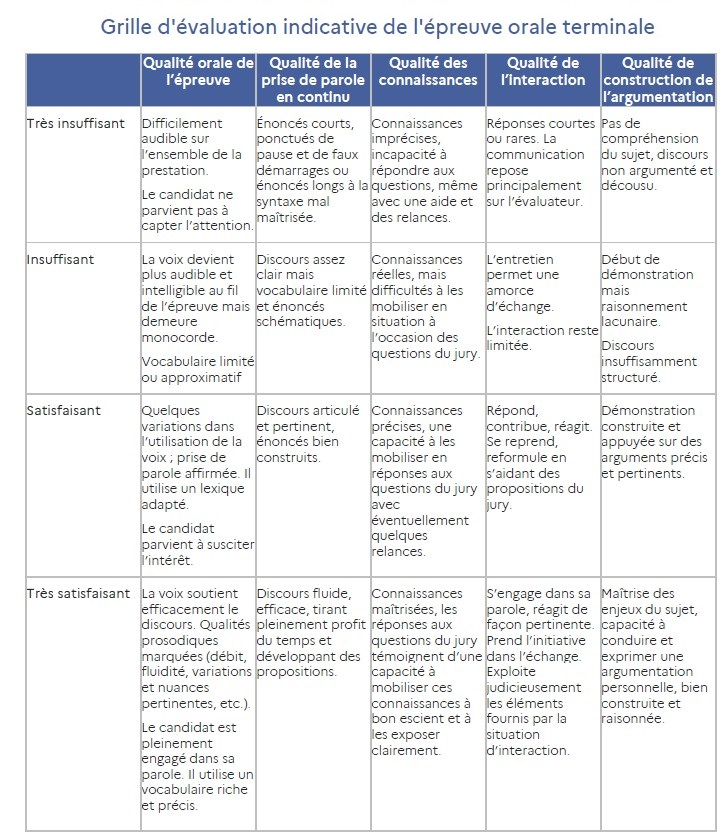 Grille d'évaluation indicative de l'épreuve orale terminale
Qualité orale de
l'épreuve
Qualité de la
prise de parole
en continu
Qualité des
connaissances
Qualité de
l'interaction
Qualité de
construction de
l'argumentation
Très insuffisant
Difficilement
audible sur
l'ensemble de la
prestation.
Le candidat ne
parvient pas à
capter l'attention.
Énoncés courts,
ponctués de
pause et de faux
démarrages ou
énoncés longs à la
syntaxe mal
maîtrisée.
Connaissances
imprécises,
incapacité à
répondre aux
questions, même
avec une aide et
des relances.
Réponses courtes
ou rares. La
communication
repose
principalement
sur l'évaluateur.
Pas de
compréhension
du sujet, discours
non argumenté et
décousu.
Insuffisant
La voix devient
plus audible et
intelligible au fil
de l'épreuve mais
demeure
monocorde.
Vocabulaire limité
ou approximatif
Discours assez
clair mais
vocabulaire limité
et énoncés
schématiques.
Connaissances
réelles, mais
difficultés à les
mobiliser en
situation à
l'occasion des
questions du jury.
L'entretien
permet une
amorce
d'échange.
L'interaction reste
limitée.
Début de
démonstration
mais
raisonnement
lacunaire.
Discours
insuffisamment
structuré.
Satisfaisant
Quelques
variations dans
l'utilisation de la
voix ; prise de
parole affirmée. Il
utilise un lexique
adapté.
Le candidat
parvient à susciter
l'intérêt.
Discours articulé
et pertinent,
énoncés bien
construits.
Connaissances
précises, une
capacité à les
mobiliser en
réponses aux
questions du jury
avec
éventuellement
quelques
relances.
Répond,
contribue, réagit.
Se reprend,
reformule en
s'aidant des
propositions du
jury.
Démonstration
construite et
appuyée sur des
arguments précis
et pertinents.
Très satisfaisant
La voix soutient
efficacement le
discours. Qualités
prosodiques
marquées (débit,
fluidité, variations
et nuances
pertinentes, etc.).
Le candidat est
pleinement
engagé dans sa
parole. Il utilise un
vocabulaire riche
et précis.
Discours fluide,
efficace, tirant
pleinement profit
du temps et
développant des
propositions.
Connaissances
maîtrisées, les
réponses aux
questions du jury
témoignent d'une
capacité à
mobiliser ces
connaissances à
bon escient et à
les exposer
clairement.
S'engage dans sa
parole, réagit de
façon pertinente.
Prend l'initiative
dans l'échange.
Exploite
judicieusement
les éléments
fournis par la
situation
d'interaction.
Maîtrise des
enjeux du sujet,
capacité à
conduire et
exprimer une
argumentation
personnelle, bien
construite et
raisonnée.